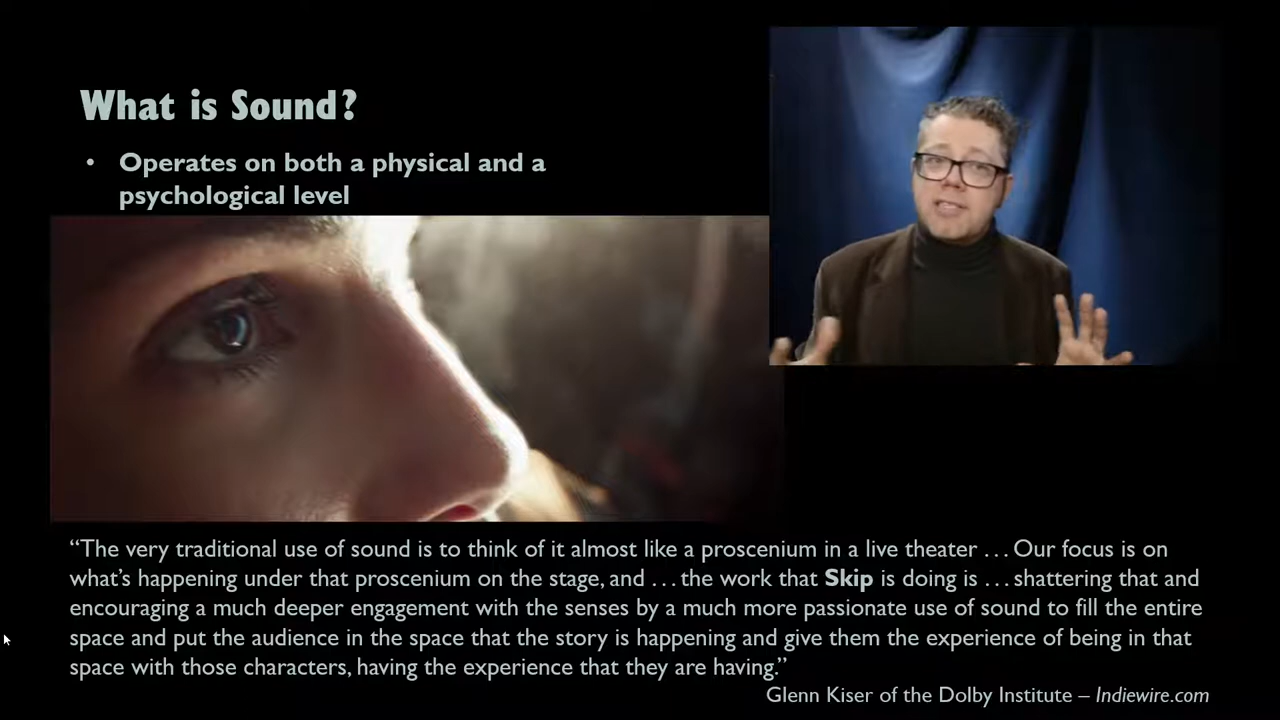 What is Sound?
• Operates on both a physical and a
psychological level
“The very traditional use of sound is to think of it almost like a proscenium in a live theater . . . Our focus is on
what’s happening under that proscenium on the stage, and . . . the work that Skip is doing is . . . shattering that and
encouraging a much deeper engagement with the senses by a much more passionate use of sound to fill the entire
space and put the audience in the space that the story is happening and give them the experience of being in that
space with those characters, having the experience that they are having.”
Glenn Kiser of the Dolby Institute – Indiewire.com